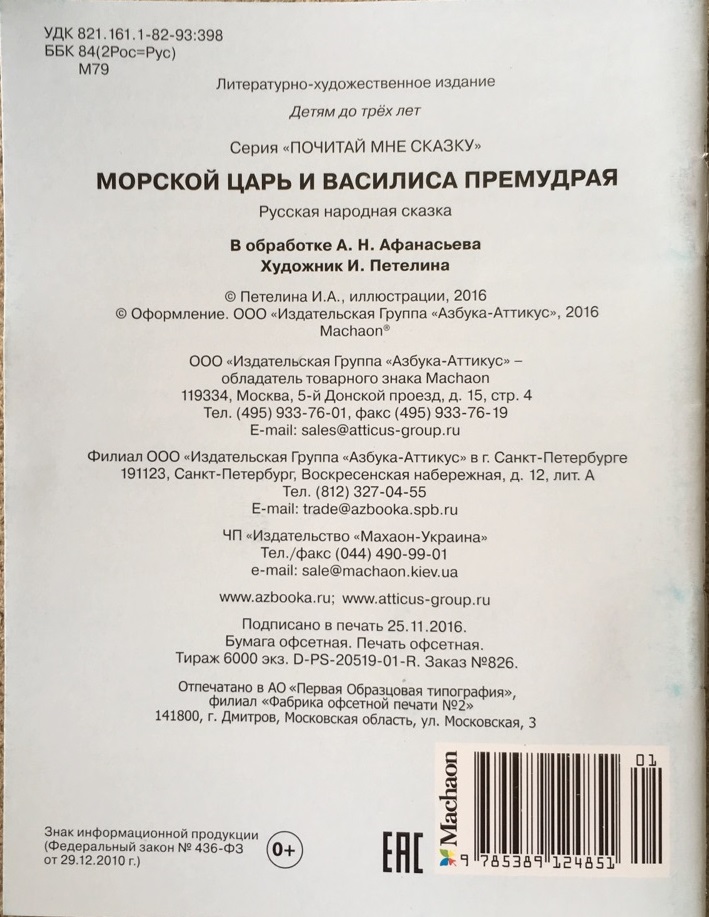 УДК 821.161.1-82-93:398
ББК 84(2Рос=Рус)
М79
Литературно-художественное издание
Детям до трёх лет
Серия «ПОЧИТАЙ МНЕ СКАЗКУ»
МОРСКОЙ ЦАРЬ И ВАСИЛИСА ПРЕМУДРАЯ
Русская народная сказка
В обработке А. Н. Афанасьева
Художник И. Петелина
© Петелина И.А., иллюстрации, 2016
© Оформление. ООО «Издательская Группа «Азбука-Аттикус», 2016
Machaon®
ООО «Издательская Группа «Азбука-Аттикус» –
обладатель товарного знака Machaon
119334, Москва, 5-й Донской проезд, д. 15, стр. 4
Тел. (495) 933-76-01, факс (495) 933-76-19
E-mail: sales@atticus-group.ru
Филиал ООО «Издательская Группа «Азбука-Аттикус» в г. Санкт-Петербурге
191123, Санкт-Петербург, Воскресенская набережная, д. 12, лит. А
Тел. (812) 327-04-55
E-mail: trade@azbooka.spb.ru
ЧП «Издательство «Махаон-Украина»
Тел./факс (044) 490-99-01
e-mail: sale@machaon.kiev.ua
www.azbooka.ru; www.atticus-group.ru
Подписано в печать 25.11.2016.
Бумага офсетная. Печать офсетная.
Тираж 6000 экз. D-PS-20519-01-R. Заказ №826.
Отпечатано в АО «Первая Образцовая типография»,
филиал «Фабрика офсетной печати №2»
141800, г. Дмитров, Московская область, ул. Московская, 3
Знак информационной продукции
(Федеральный закон № 436-ФЗ
от 29.12.2010 г.)
0+
ЕАС
Machaon
01
9 785389 124851